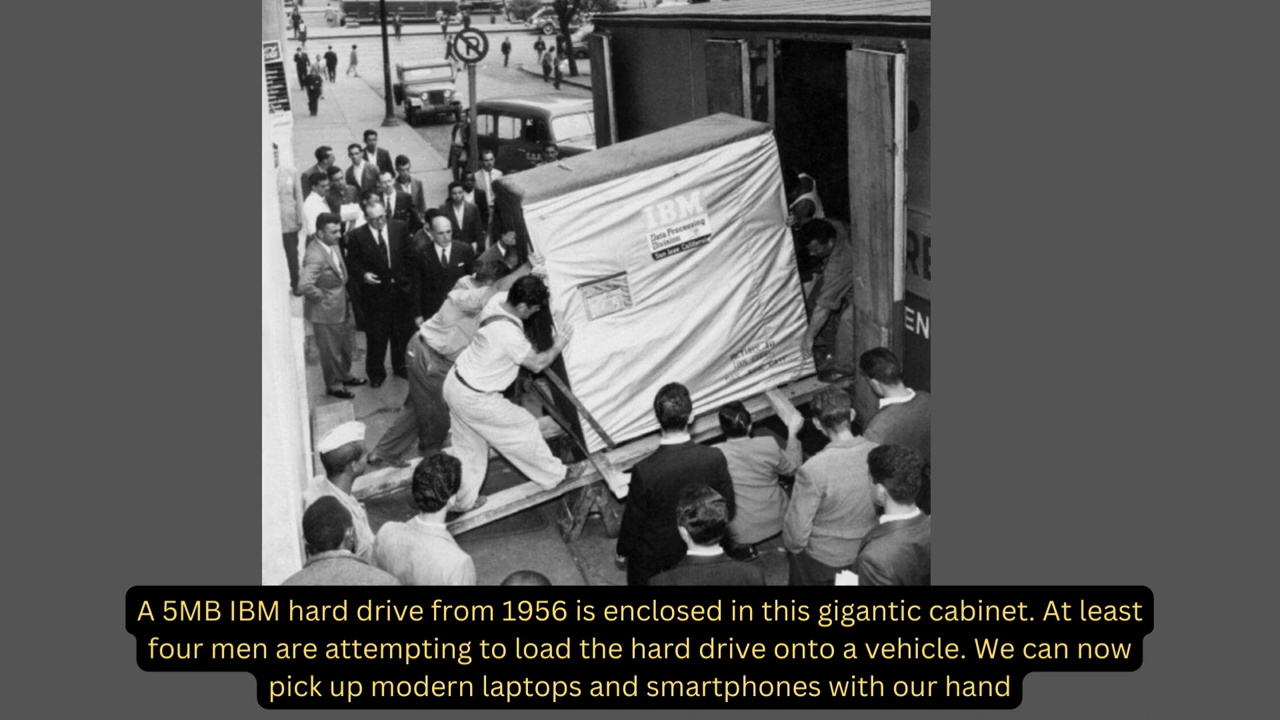 IBM
Data Processing
Division
San Jose, California
RE
EN
A 5MB IBM hard drive from 1956 is enclosed in this gigantic cabinet. At least
four men are attempting to load the hard drive onto a vehicle. We can now
pick up modern laptops and smartphones with our hand